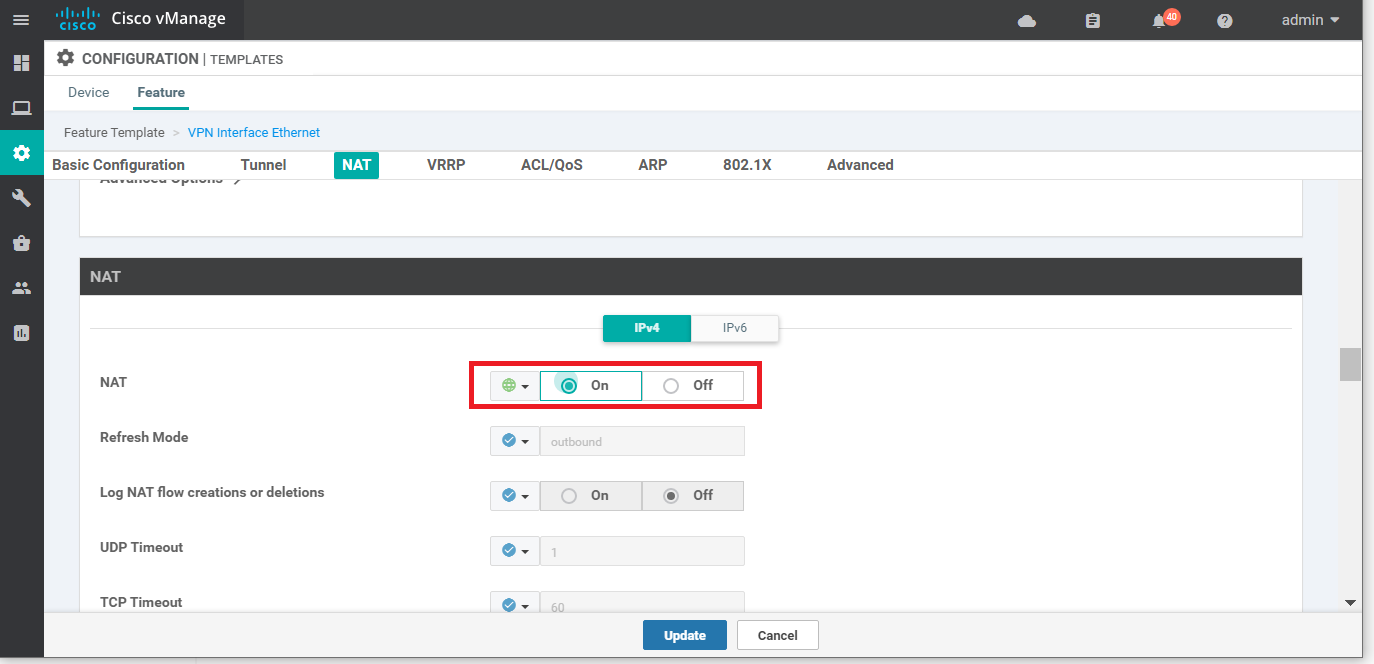 CISCO Cisco vManage 40 admin
CONFIGURATION | TEMPLATES
Device Feature
Feature Template > VPN Interface Ethernet
Basic Configuration Tunnel NAT VRRP ACL/QoS ARP 802.1X Advanced
Advanced Options >
NAT
IPv4 IPv6
NAT On Off
Refresh Mode outbound
Log NAT flow creations or deletions On Off
UDP Timeout 1
TCP Timeout 60
Update Cancel